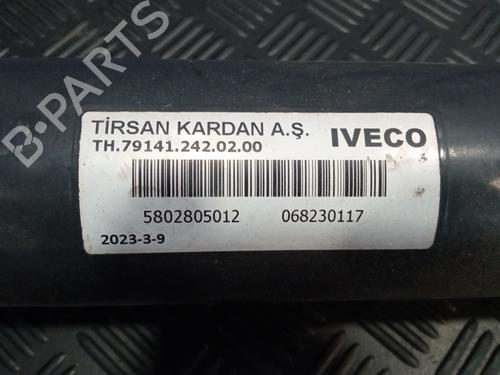 TİRSAN KARDAN A.Ş.
IVECO
TH.79141.242.02.00
5802805012 068230117
2023-3-9
B-PARTS